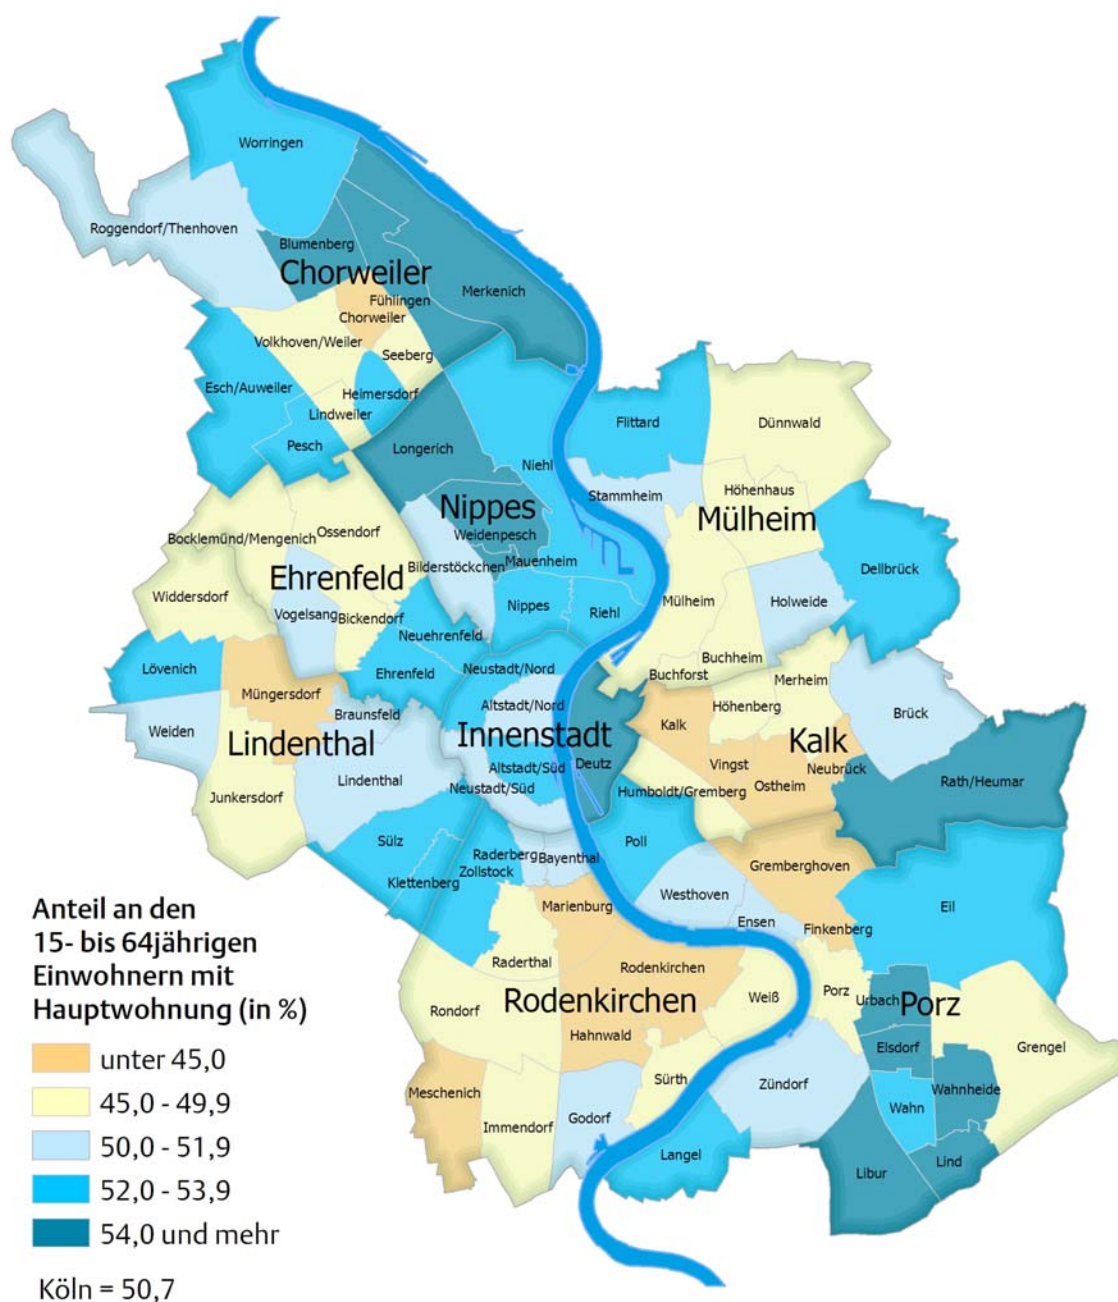 Worringen
Roggendorf/Thenhoven
Blumenberg
Chorweiler
Merkenich
Fühlingen
Chorweiler
Volkhoven/Weiler
Seeberg
Esch/Auweiler
Heimersdorf
Lindweiler
Pesch
Longerich
Niehl
Flittard
Dünnwald
Höhenhaus
Stammheim
Nippes
Mülheim
Weidenpesch
Ossendorf
Bocklemünd/Mengenich
Mauenheim
Bilderstöckchen
Dellbrück
Ehrenfeld
Widdersdorf
Vogelsang
Bickendorf
Nippes
Riehl
Mülheim
Holweide
Neuehrenfeld
Buchheim
Lövenich
Ehrenfeld
Neustadt/Nord
Buchforst
Merheim
Müngersdorf
Altstadt/Nord
Höhenberg
Brück
Braunsfeld
Weiden
Lindenthal
Innenstadt
Kalk
Kalk
Altstadt/Süd
Deutz
Vingst
Neubrück
Junkersdorf
Lindenthal
Neustadt/Süd
Humboldt/Gremberg
Ostheim
Rath/Heumar
Sülz
Raderberg
Bayenthal
Poll
Zollstock
Klettenberg
Gremberghoven
Westhoven
Marienburg
Ensen
Finkenberg
Eil
Raderthal
Rodenkirchen
Rodenkirchen
Weiß
Porz
Urbach
Porz
Rondorf
Hahnwald
Elsdorf
Grengel
Sürth
Zündorf
Meschenich
Wahnheide
Wahn
Immendorf
Godorf
Langel
Libur
Lind
Anteil an den
15- bis 64jährigen
Einwohnern mit
Hauptwohnung (in %)
unter 45,0
45,0 - 49,9
50,0 - 51,9
52,0 - 53,9
54,0 und mehr
Köln = 50,7